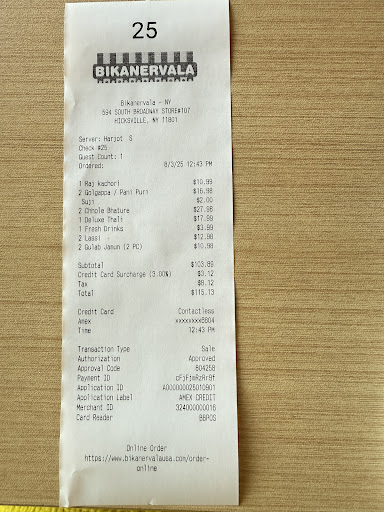 25
BIKANERVALA
Bikanervala - NY
594 SOUTH BROADWAY STORE#107
HICKSVILLE, NY 11801
Server: Harjot S
Check #25
Guest Count: 1
Ordered: 8/3/25 12:43 PM
1 Raj kachori $10.99
2 Golgappa / Pani Puri $16.98
Suji $2.00
2 Chhole Bhature $27.98
1 Deluxe Thali $17.99
1 Fresh Drinks $3.99
2 Lassi $12.98
2 Gulab Jamun (2 PC) $10.98
Subtotal $103.89
Credit Card Surcharge (3.00%) $3.12
Tax $8.12
Total $115.13
Credit Card Contactless
Amex xxxxxxxx6804
Time 12:43 PM
Transaction Type Sale
Authorization Approved
Approval Code 804258
Payment ID
Application ID A000000025010901
Application Label AMEX CREDIT
Merchant ID 324000000016
Card Reader BBPOS
Online Order
https://www.bikanervalausa.com/order-
online